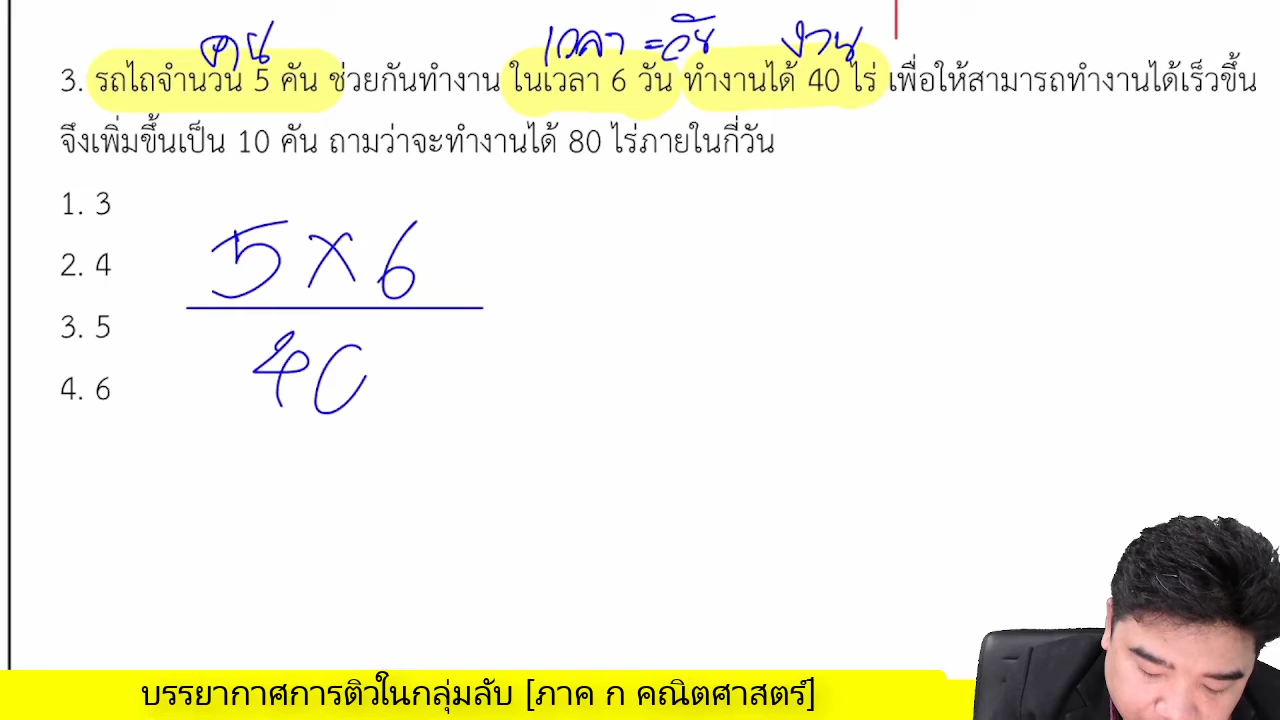 คน เวลา = วัน งาน
3. รถไถจำนวน 5 คัน ช่วยกันทำงาน ในเวลา 6 วัน ทำงานได้ 40 ไร่ เพื่อให้สามารถทำงานได้เร็วขึ้น
จึงเพิ่มขึ้นเป็น 10 คัน ถามว่าจะทำงานได้ 80 ไร่ภายในกี่วัน
1. 3
2. 4
3. 5
4. 6
5 × 6
40
บรรยากาศการติวในกลุ่มลับ [ภาค ก คณิตศาสตร์]